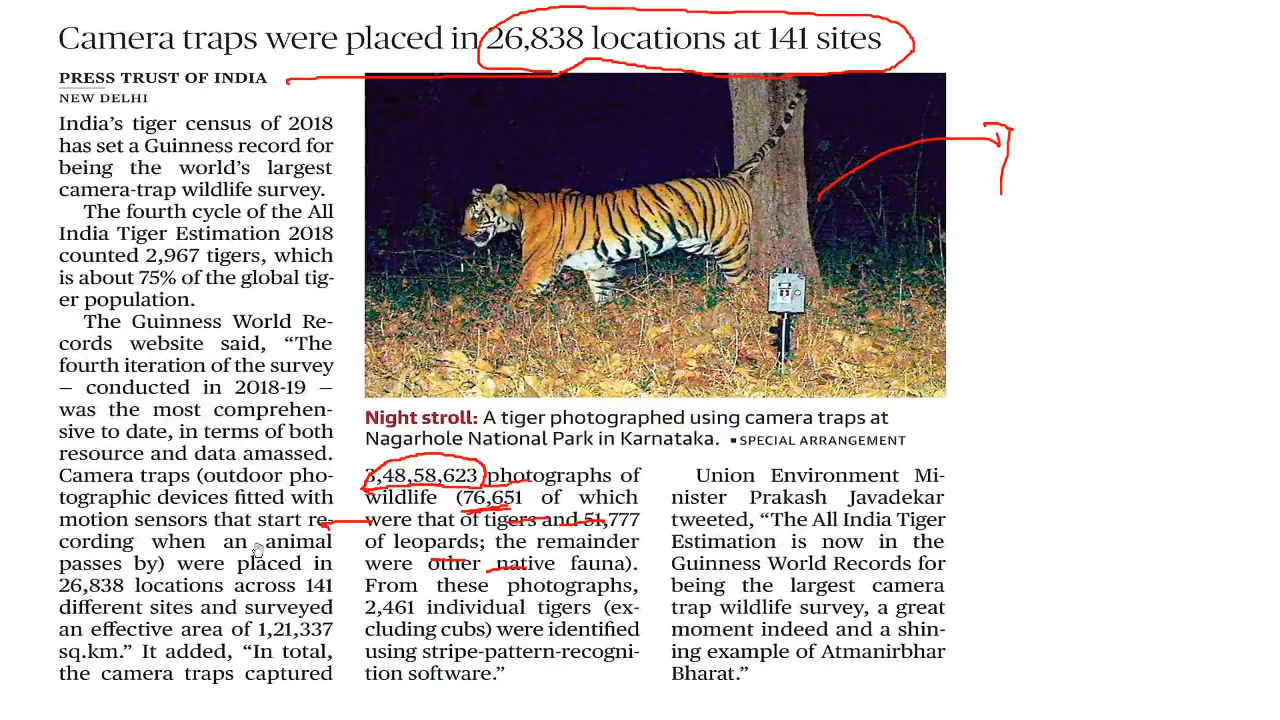 Camera traps were placed in 26,838 locations at 141 sites
PRESS TRUST OF INDIA
NEW DELHI
India's tiger census of 2018
has set a Guinness record for
being the world's largest
camera-trap wildlife survey.
The fourth cycle of the All
India Tiger Estimation 2018
counted 2,967 tigers, which
is about 75% of the global tig-
er population.
The Guinness World Re-
cords website said, “The
fourth iteration of the survey
– conducted in 2018-19 –
was the most comprehen-
sive to date, in terms of both
resource and data amassed.
Camera traps (outdoor pho-
tographic devices fitted with
motion sensors that start re-
cording when an animal
passes by) were placed in
26,838 locations across 141
different sites and surveyed
an effective area of 1,21,337
sq.km.” It added, “In total,
the camera traps captured
Night stroll: A tiger photographed using camera traps at
Nagarhole National Park in Karnataka. ▪SPECIAL ARRANGEMENT
3,48,58,623 photographs of
wildlife (76,651 of which
were that of tigers and 51,777
of leopards; the remainder
were other native fauna).
From these photographs,
2,461 individual tigers (ex-
cluding cubs) were identified
using stripe-pattern-recogni-
tion software.”
Union Environment Mi-
nister Prakash Javadekar
tweeted, “The All India Tiger
Estimation is now in the
Guinness World Records for
being the largest camera
trap wildlife survey, a great
moment indeed and a shin-
ing example of Atmanirbhar
Bharat.”